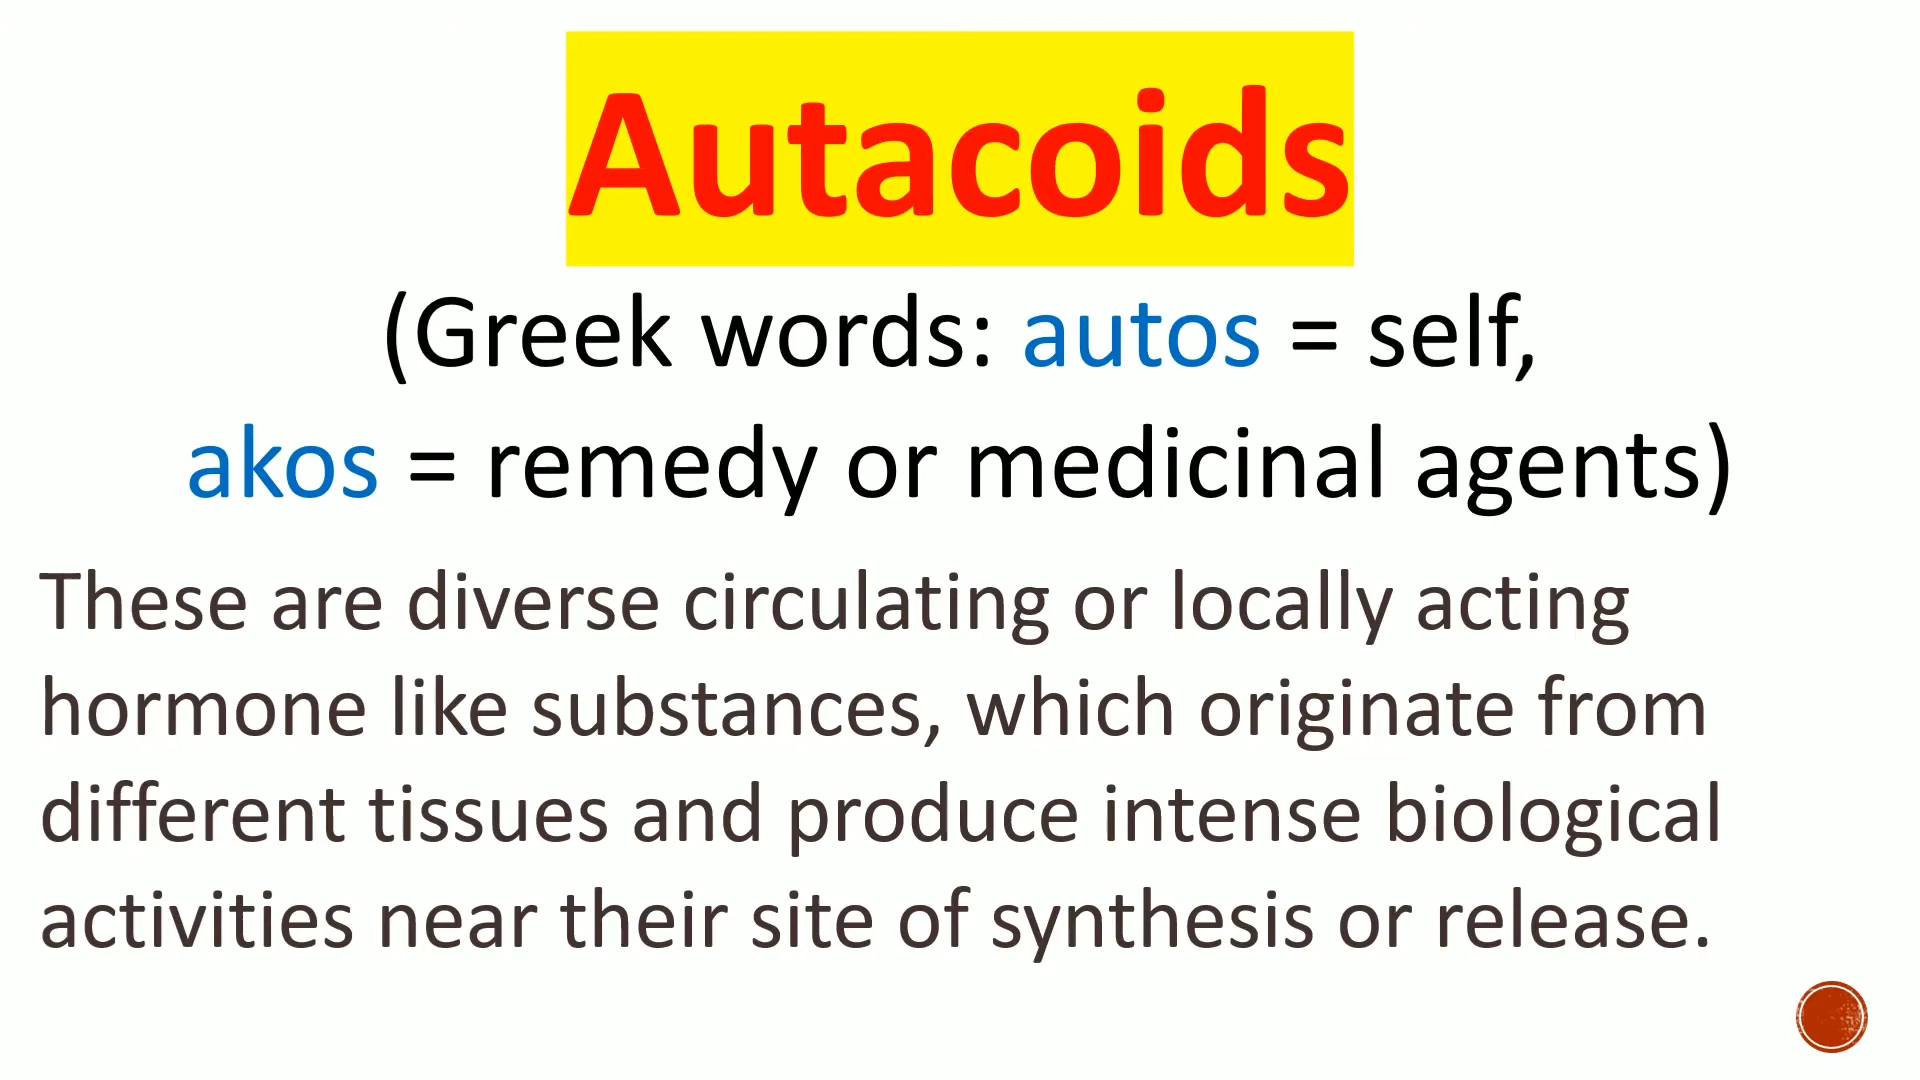 Autacoids
(Greek words: autos = self,
akos = remedy or medicinal agents)
These are diverse circulating or locally acting
hormone like substances, which originate from
different tissues and produce intense biological
activities near their site of synthesis or release.